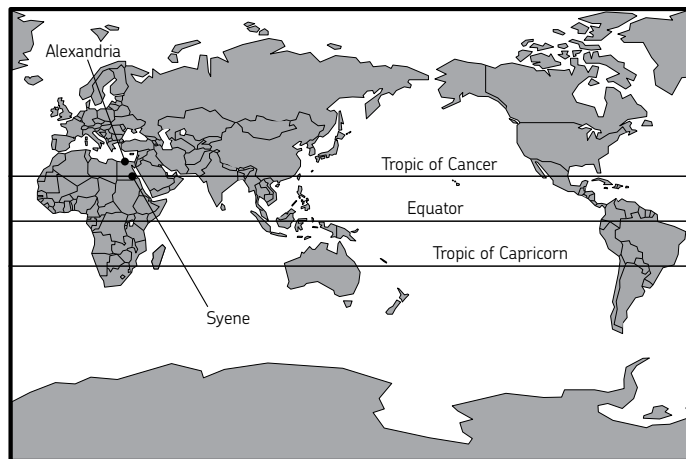 Alexandria
Tropic of Cancer
Equator
Tropic of Capricorn
Syene